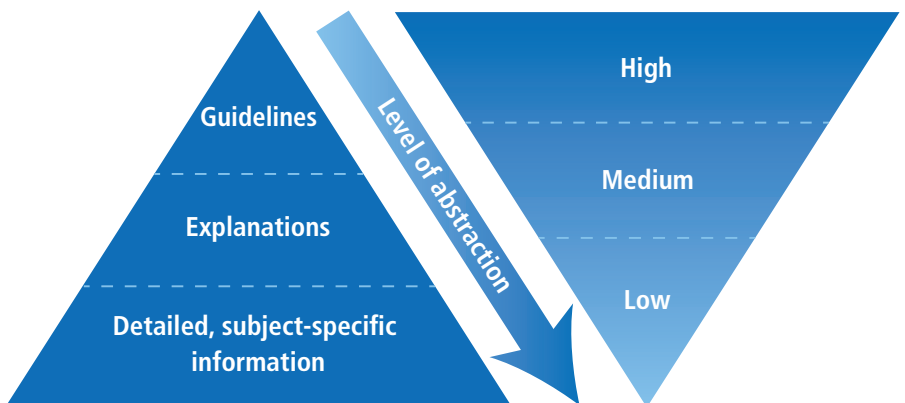 Guidelines
Explanations
Detailed, subject-specific
information
Level of abstraction
High
Medium
Low